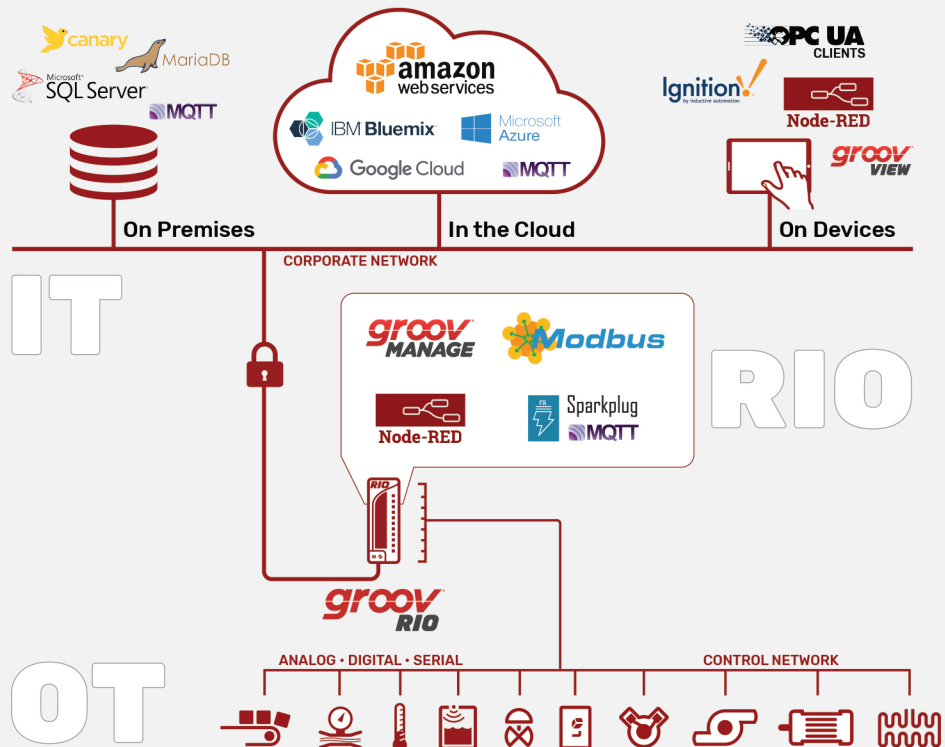 canary
MariaDB
Microsoft®
SQL Server®
MQTT
amazon
web services
IBM Bluemix
Microsoft
Azure
Google Cloud
MQTT
OPC UA
CLIENTS
Ignition!
by inductive automation
Node-RED
groov
VIEW
On Premises
In the Cloud
On Devices
CORPORATE NETWORK
IT
groov
MANAGE
Modbus
Node-RED
Sparkplug
MQTT
RIO
RIO
groov
RIO
ANALOG • DIGITAL • SERIAL
CONTROL NETWORK
OT